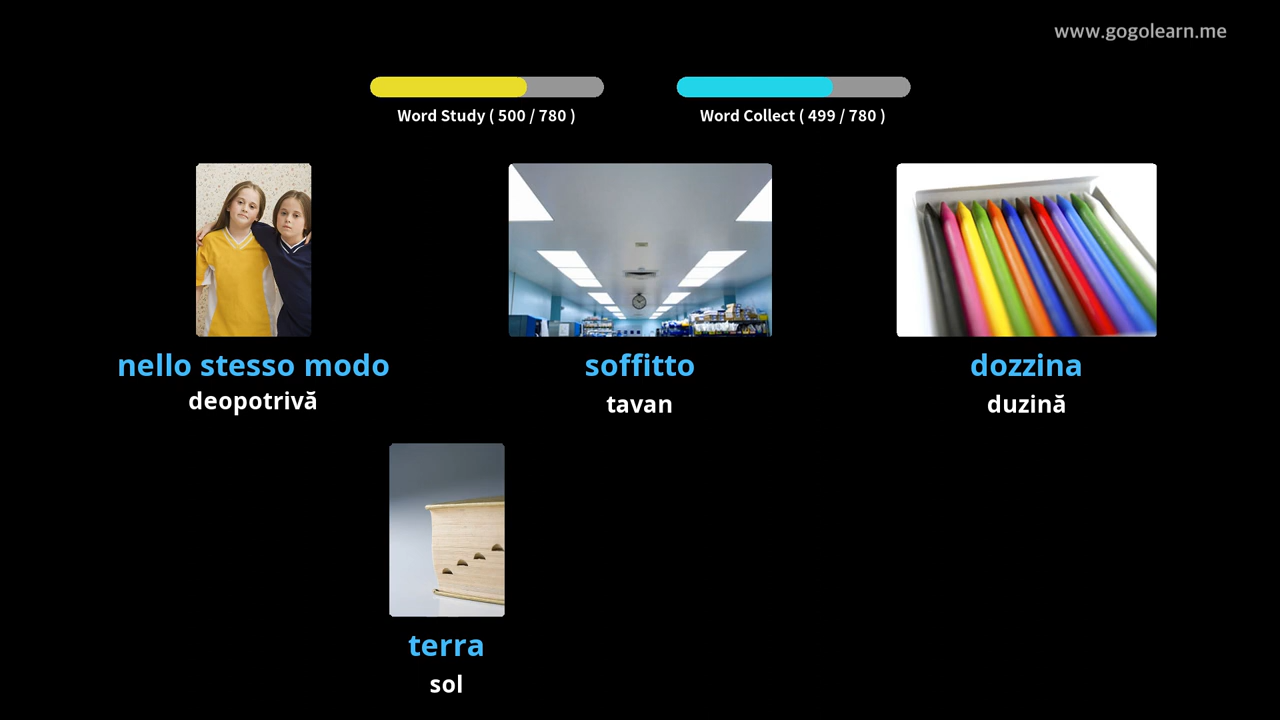 www.gogolearn.me
Word Study ( 500 / 780 )
Word Collect ( 499 / 780 )
nello stesso modo
deopotrivă
soffitto
tavan
dozzina
duzină
terra
sol